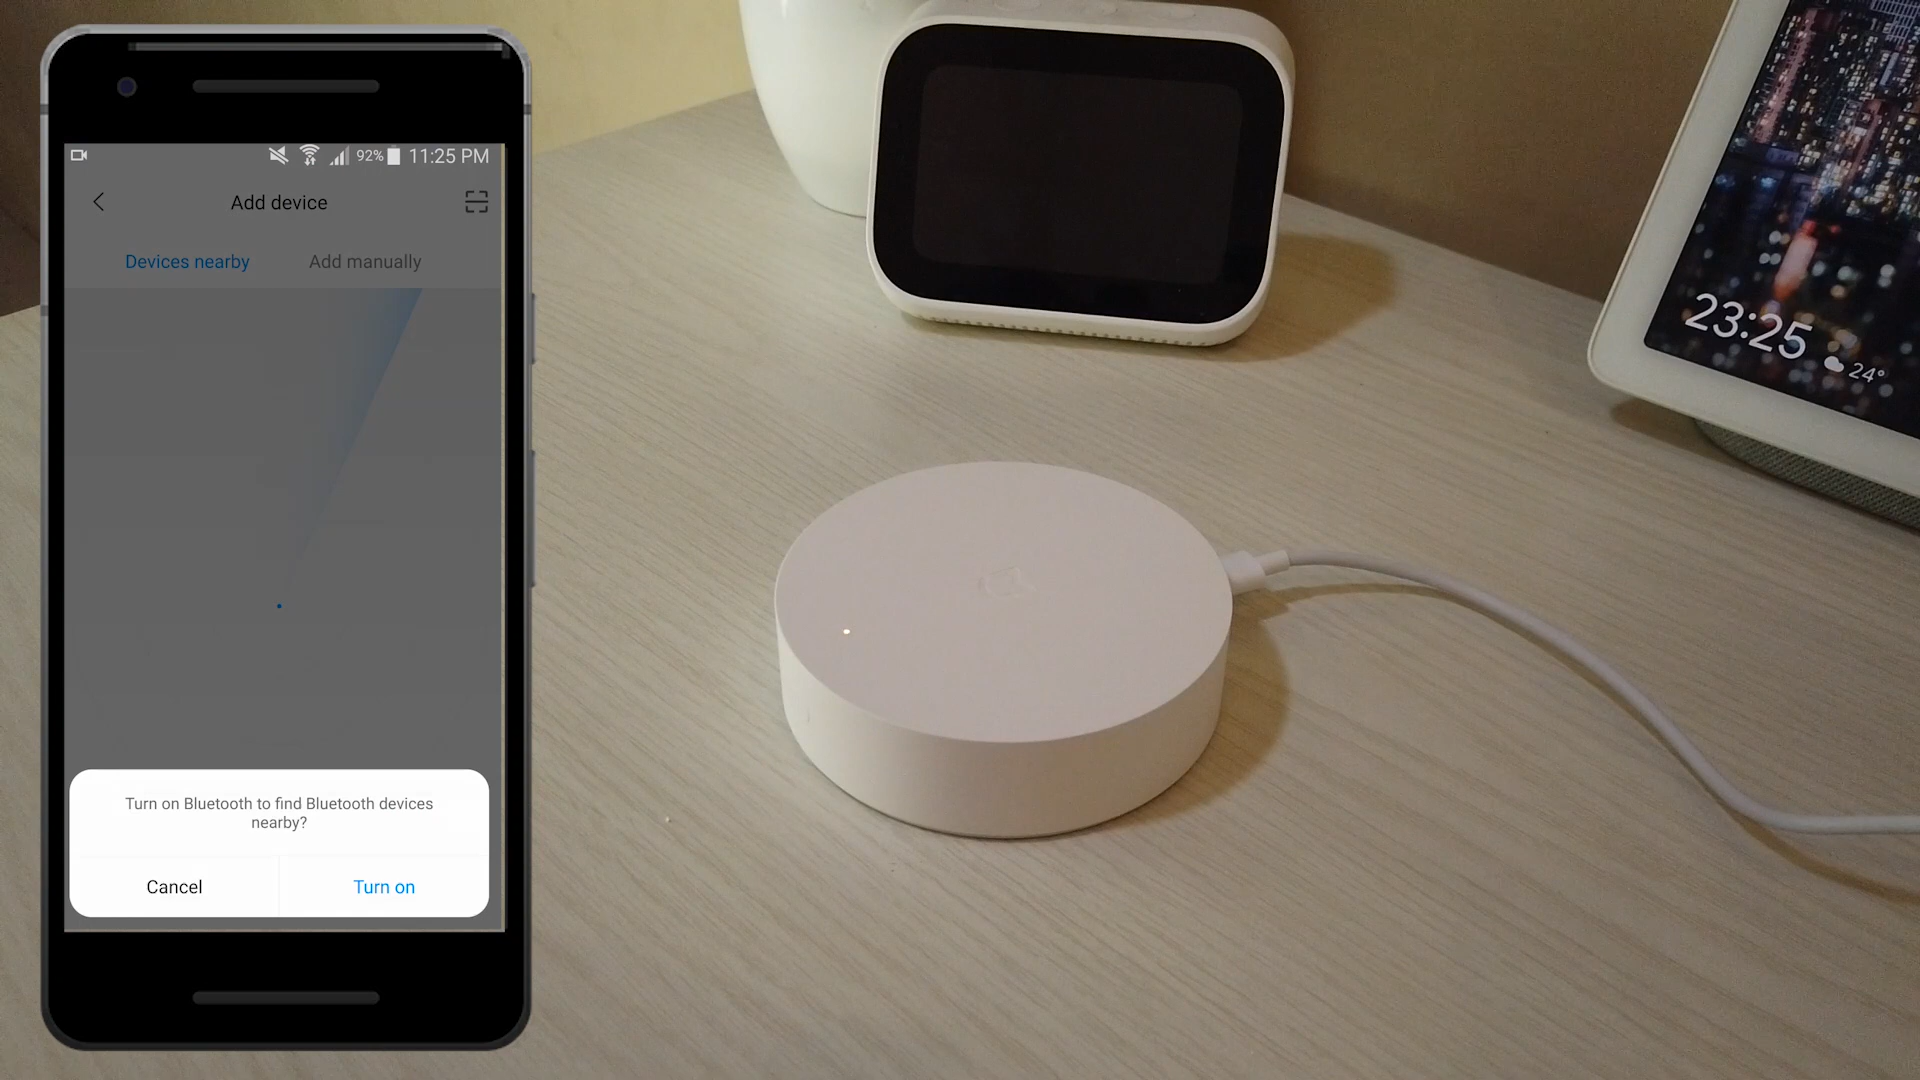 92% 11:25 PM
Add device
Devices nearby
Add manually
Turn on Bluetooth to find Bluetooth devices
nearby?
Cancel
Turn on
23:25
24°